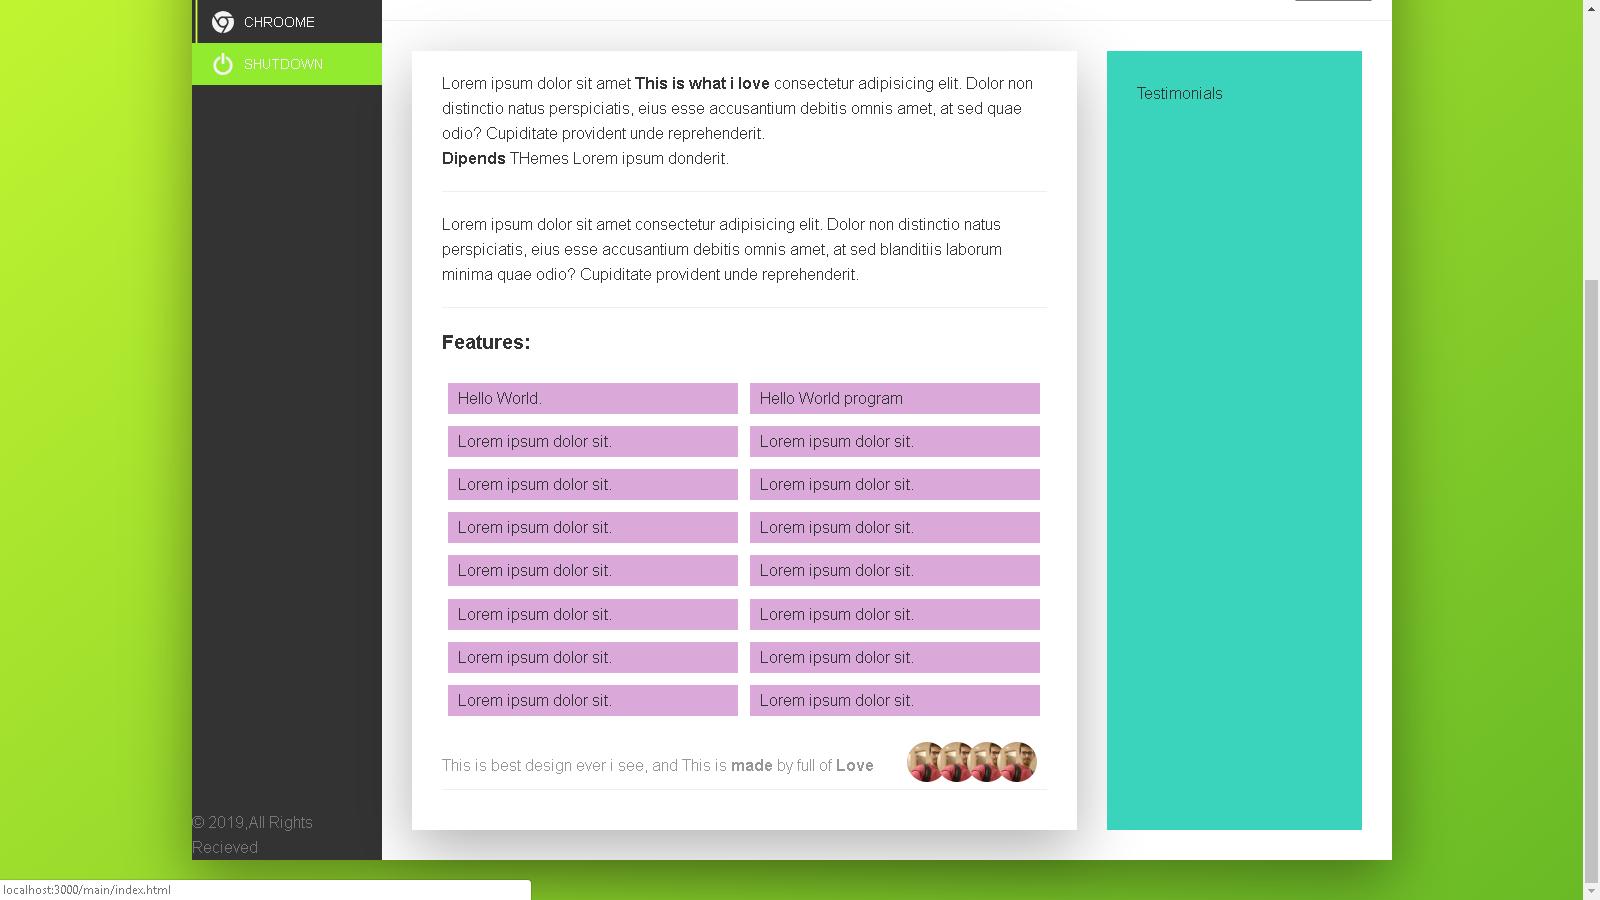 CHROOME
SHUTDOWN
Lorem ipsum dolor sit amet This is what i love consectetur adipisicing elit. Dolor non
distinctio natus perspiciatis, eius esse accusantium debitis omnis amet, at sed quae
odio? Cupiditate provident unde reprehenderit.
Dipends THemes Lorem ipsum donderit.
Lorem ipsum dolor sit amet consectetur adipisicing elit. Dolor non distinctio natus
perspiciatis, eius esse accusantium debitis omnis amet, at sed blanditiis laborum
minima quae odio? Cupiditate provident unde reprehenderit.
Features:
Hello World.
Hello World program
Lorem ipsum dolor sit.
Lorem ipsum dolor sit.
Lorem ipsum dolor sit.
Lorem ipsum dolor sit.
Lorem ipsum dolor sit.
Lorem ipsum dolor sit.
Lorem ipsum dolor sit.
Lorem ipsum dolor sit.
Lorem ipsum dolor sit.
Lorem ipsum dolor sit.
Lorem ipsum dolor sit.
Lorem ipsum dolor sit.
Lorem ipsum dolor sit.
Lorem ipsum dolor sit.
This is best design ever i see, and This is made by full of Love
Testimonials
© 2019,All Rights
Recieved
localhost:3000/main/index.html